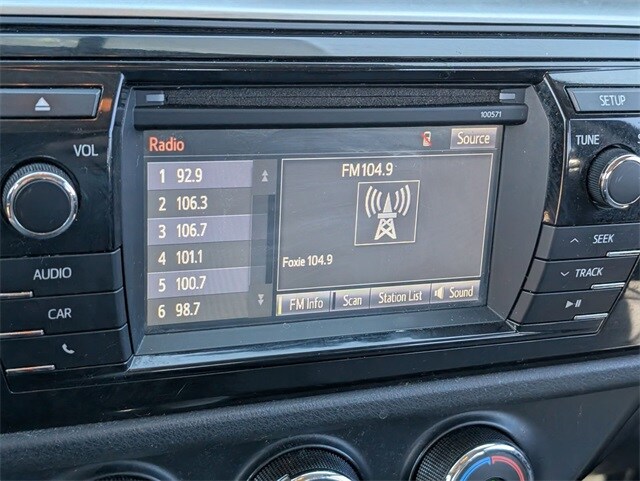 100571
SETUP
VOL
TUNE
Radio
Source
FM104.9
1 92.9
2 106.3
3 106.7
4 101.1
5 100.7
6 98.7
Foxie 104.9
FM Info
Scan
Station List
Sound
AUDIO
CAR
SEEK
TRACK